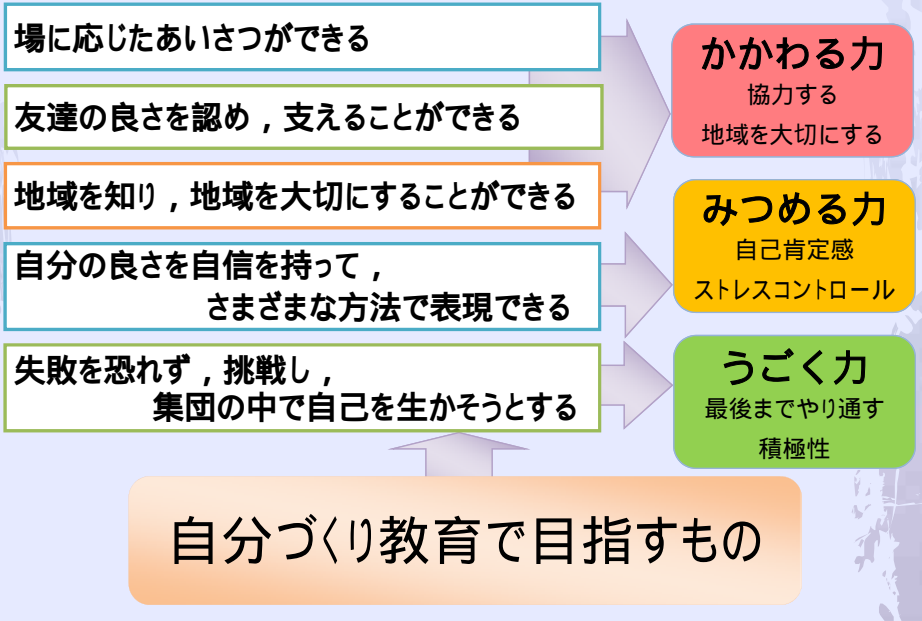 場に応じたあいさつができる
友達の良さを認め，支えることができる
地域を知り，地域を大切にすることができる
自分の良さを自信を持って，
さまざまな方法で表現できる
失敗を恐れず，挑戦し，
集団の中で自己を生かそうとする
かかわる力
協力する
地域を大切にする
みつめる力
自己肯定感
ストレスコントロール
うごく力
最後までやり通す
積極性
自分づくり教育で目指すもの